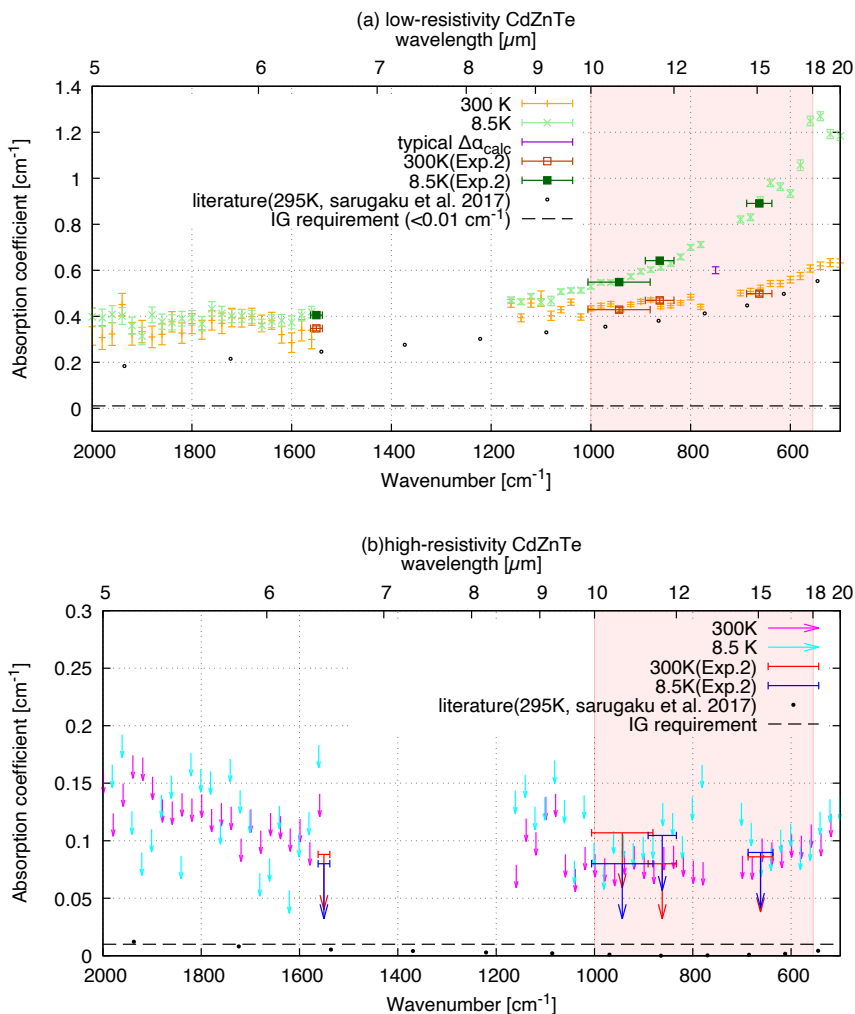 (a) low-resistivity CdZnTe
wavelength [μm]
5 6 7 8 9 10 12 15 18 20
1.4
1.2
1
0.8
0.6
0.4
0.2
0
Absorption coefficient [cm⁻¹]
300 K
8.5K
typical Δα_calc
300K(Exp.2)
8.5K(Exp.2)
literature(295K, sarugaku et al. 2017)
IG requirement (<0.01 cm⁻¹)
2000 1800 1600 1400 1200 1000 800 600
Wavenumber [cm⁻¹]
(b)high-resistivity CdZnTe
wavelength [μm]
5 6 7 8 9 10 12 15 18 20
0.3
0.25
0.2
0.15
0.1
0.05
0
Absorption coefficient [cm⁻¹]
300K
8.5 K
300K(Exp.2)
8.5K(Exp.2)
literature(295K, sarugaku et al. 2017)
IG requirement
2000 1800 1600 1400 1200 1000 800 600
Wavenumber [cm⁻¹]